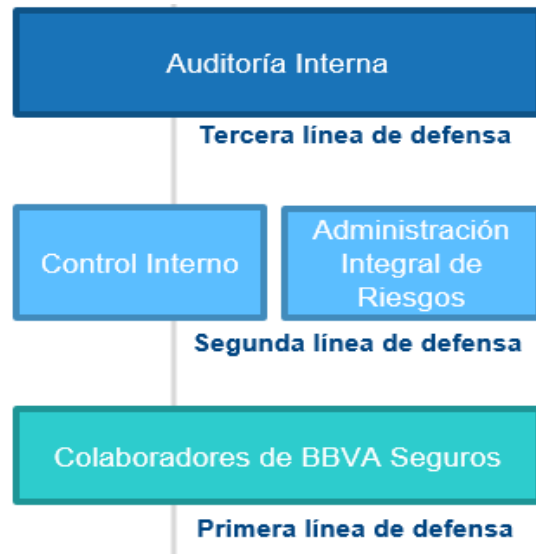 Auditoría Interna
Tercera línea de defensa
Control Interno
Administración
Integral de
Riesgos
Segunda línea de defensa
Colaboradores de BBVA Seguros
Primera línea de defensa